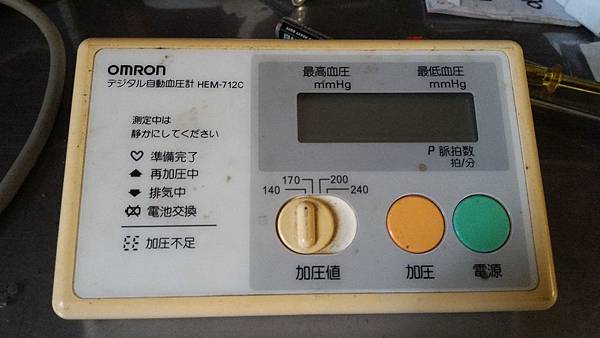 OMRON
デジタル自動血圧計 HEM-712C
測定中は
静かにしてください
準備完了
再加圧中
排気中
電池交換
EE 加圧不足
最高血圧 最低血圧
mmHg mmHg
P 脈拍数
拍/分
170 200
140 240
加圧値 加圧 電源